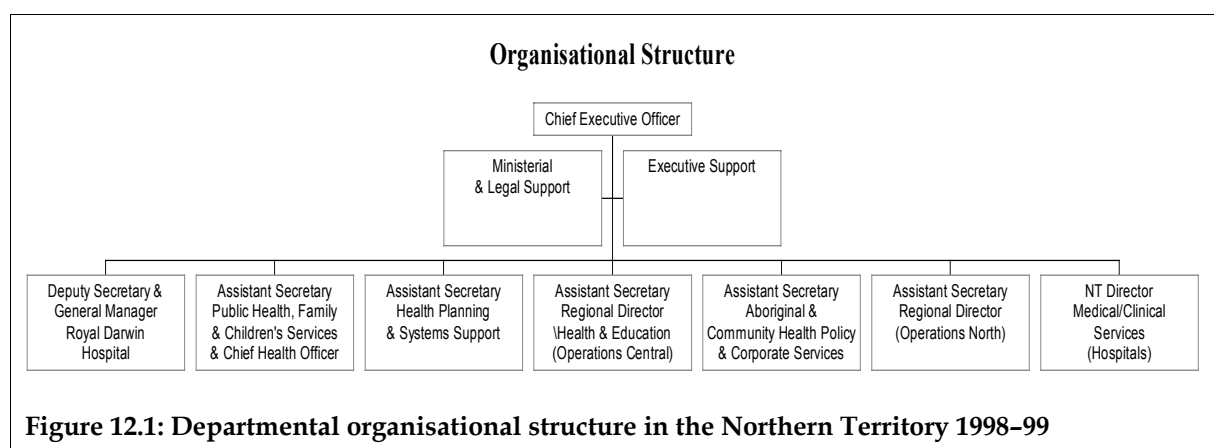 Organisational Structure
Chief Executive Officer
Ministerial
& Legal Support
Executive Support
Deputy Secretary &
General Manager
Royal Darwin
Hospital
Assistant Secretary
Public Health, Family
& Children's Services
& Chief Health Officer
Assistant Secretary
Health Planning
& Systems Support
Assistant Secretary
Regional Director
\Health & Education
(Operations Central)
Assistant Secretary
Aboriginal &
Community Health Policy
& Corporate Services
Assistant Secretary
Regional Director
(Operations North)
NT Director
Medical/Clinical
Services
(Hospitals)
Figure 12.1: Departmental organisational structure in the Northern Territory 1998–99